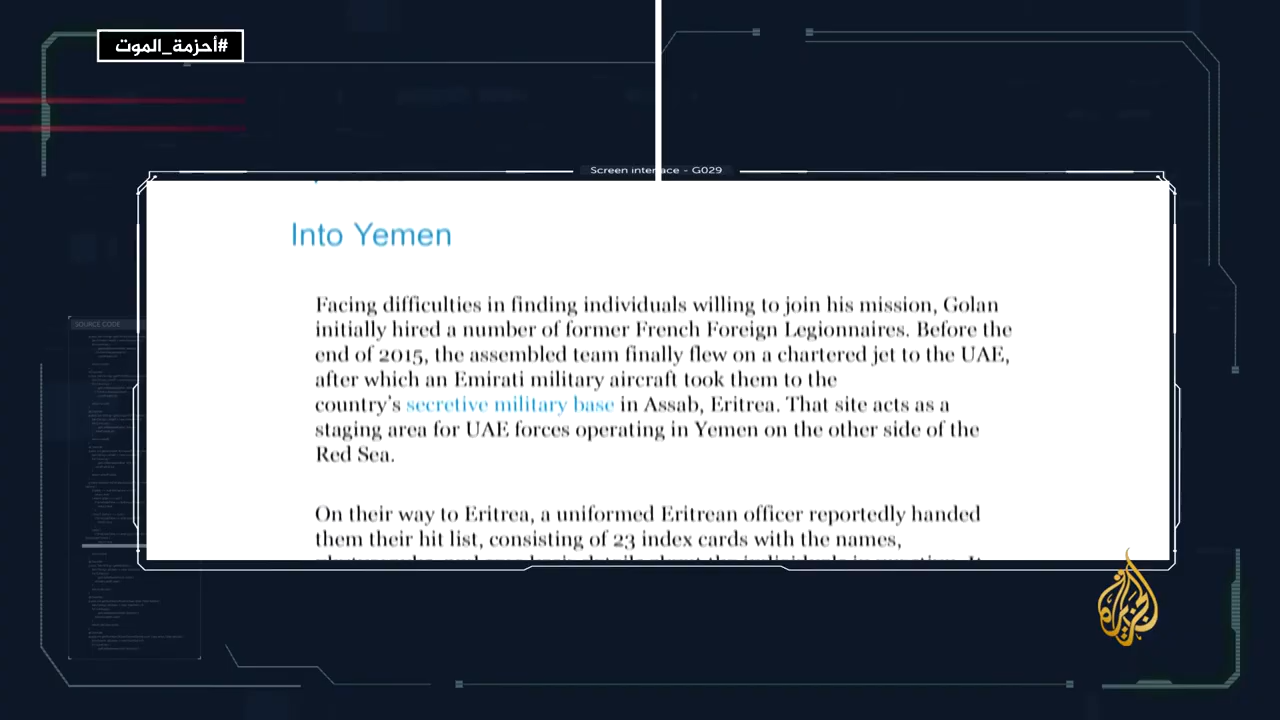 #أحزمة_الموت
Screen interface - G029
Into Yemen
Facing difficulties in finding individuals willing to join his mission, Golan
initially hired a number of former French Foreign Legionnaires. Before the
end of 2015, the assembled team finally flew on a chartered jet to the UAE,
after which an Emirati military aircraft took them to the
country's secretive military base in Assab, Eritrea. That site acts as a
staging area for UAE forces operating in Yemen on the other side of the
Red Sea.
On their way to Eritrea, a uniformed Eritrean officer reportedly handed
them their hit list, consisting of 23 index cards with the names,
SOURCE CODE
الجزيرة